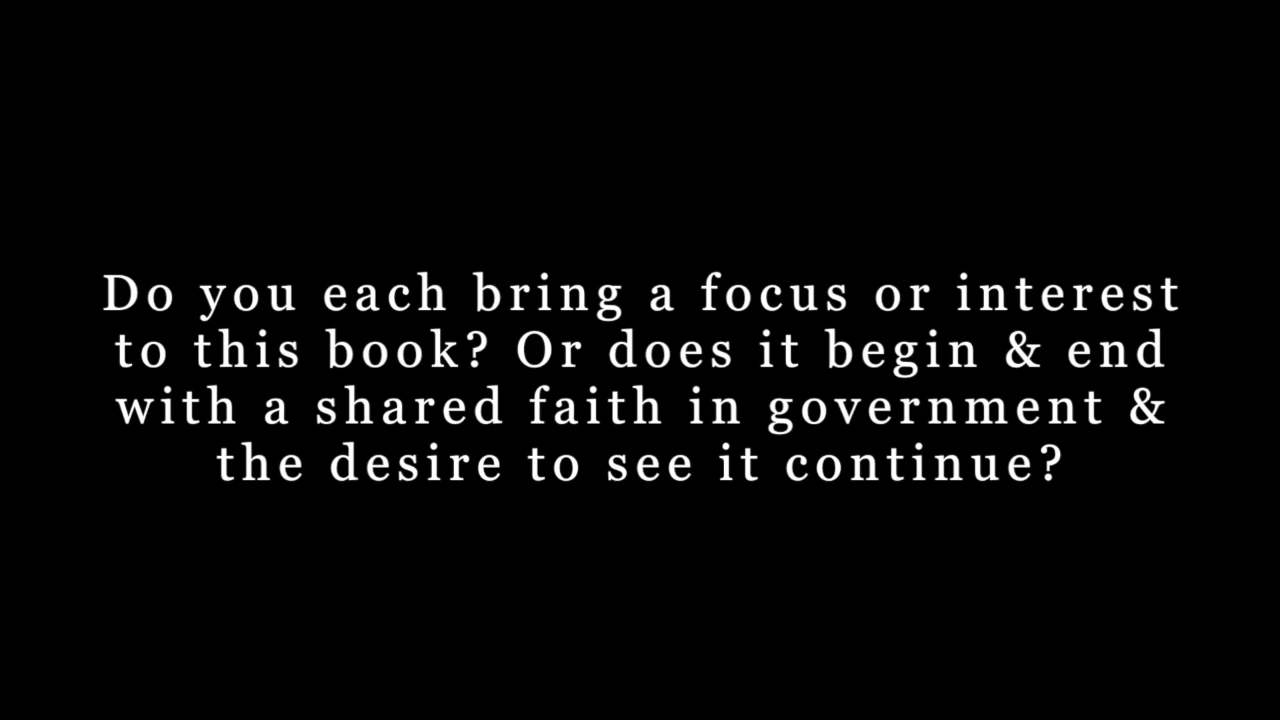 Do you each bring a focus or interest
to this book? Or does it begin & end
with a shared faith in government &
the desire to see it continue?